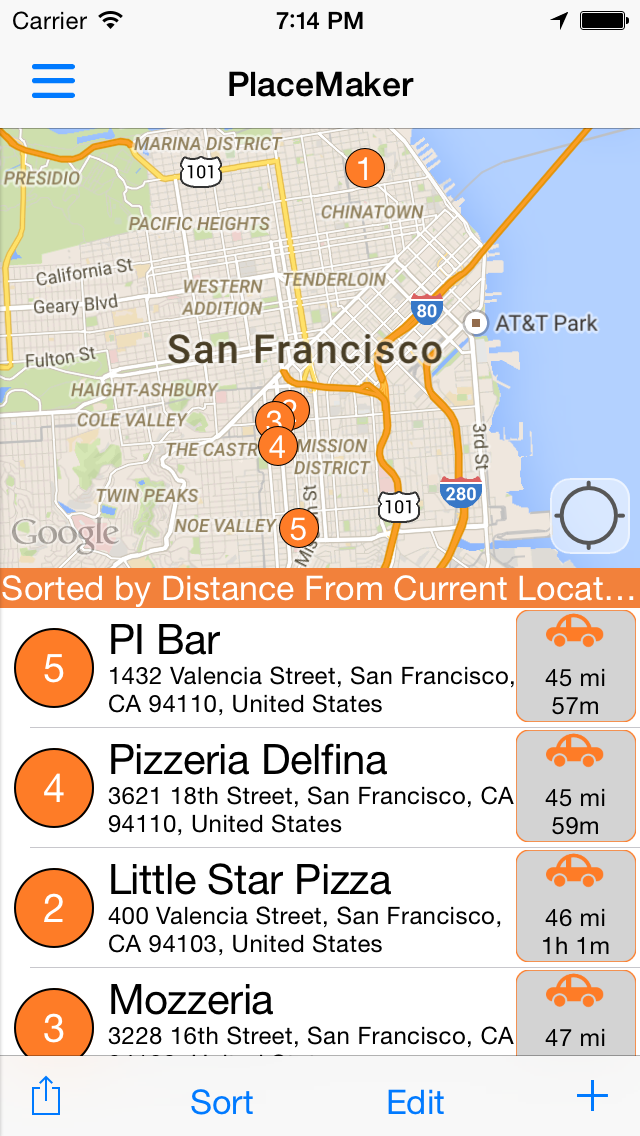 Carrier 7:14 PM
PlaceMaker
MARINA DISTRICT
101
1
PRESIDIO
CHINATOWN
PACIFIC HEIGHTS
California St
TENDERLOIN
WESTERN
ADDITION
Geary Blvd
80
AT&T Park
San Francisco
Fulton St
HAIGHT-ASHBURY
COLE VALLEY
2
3
3rd St
THE CASTR
4
MISSION
DISTRICT
TWIN PEAKS
280
101
NOE VALLEY
5
Google
Sorted by Distance From Current Locat...
5
PI Bar
1432 Valencia Street, San Francisco,
CA 94110, United States
45 mi
57m
4
Pizzeria Delfina
3621 18th Street, San Francisco, CA
94110, United States
45 mi
59m
2
Little Star Pizza
400 Valencia Street, San Francisco,
CA 94103, United States
46 mi
1h 1m
3
Mozzeria
3228 16th Street, San Francisco, CA
47 mi
Sort Edit